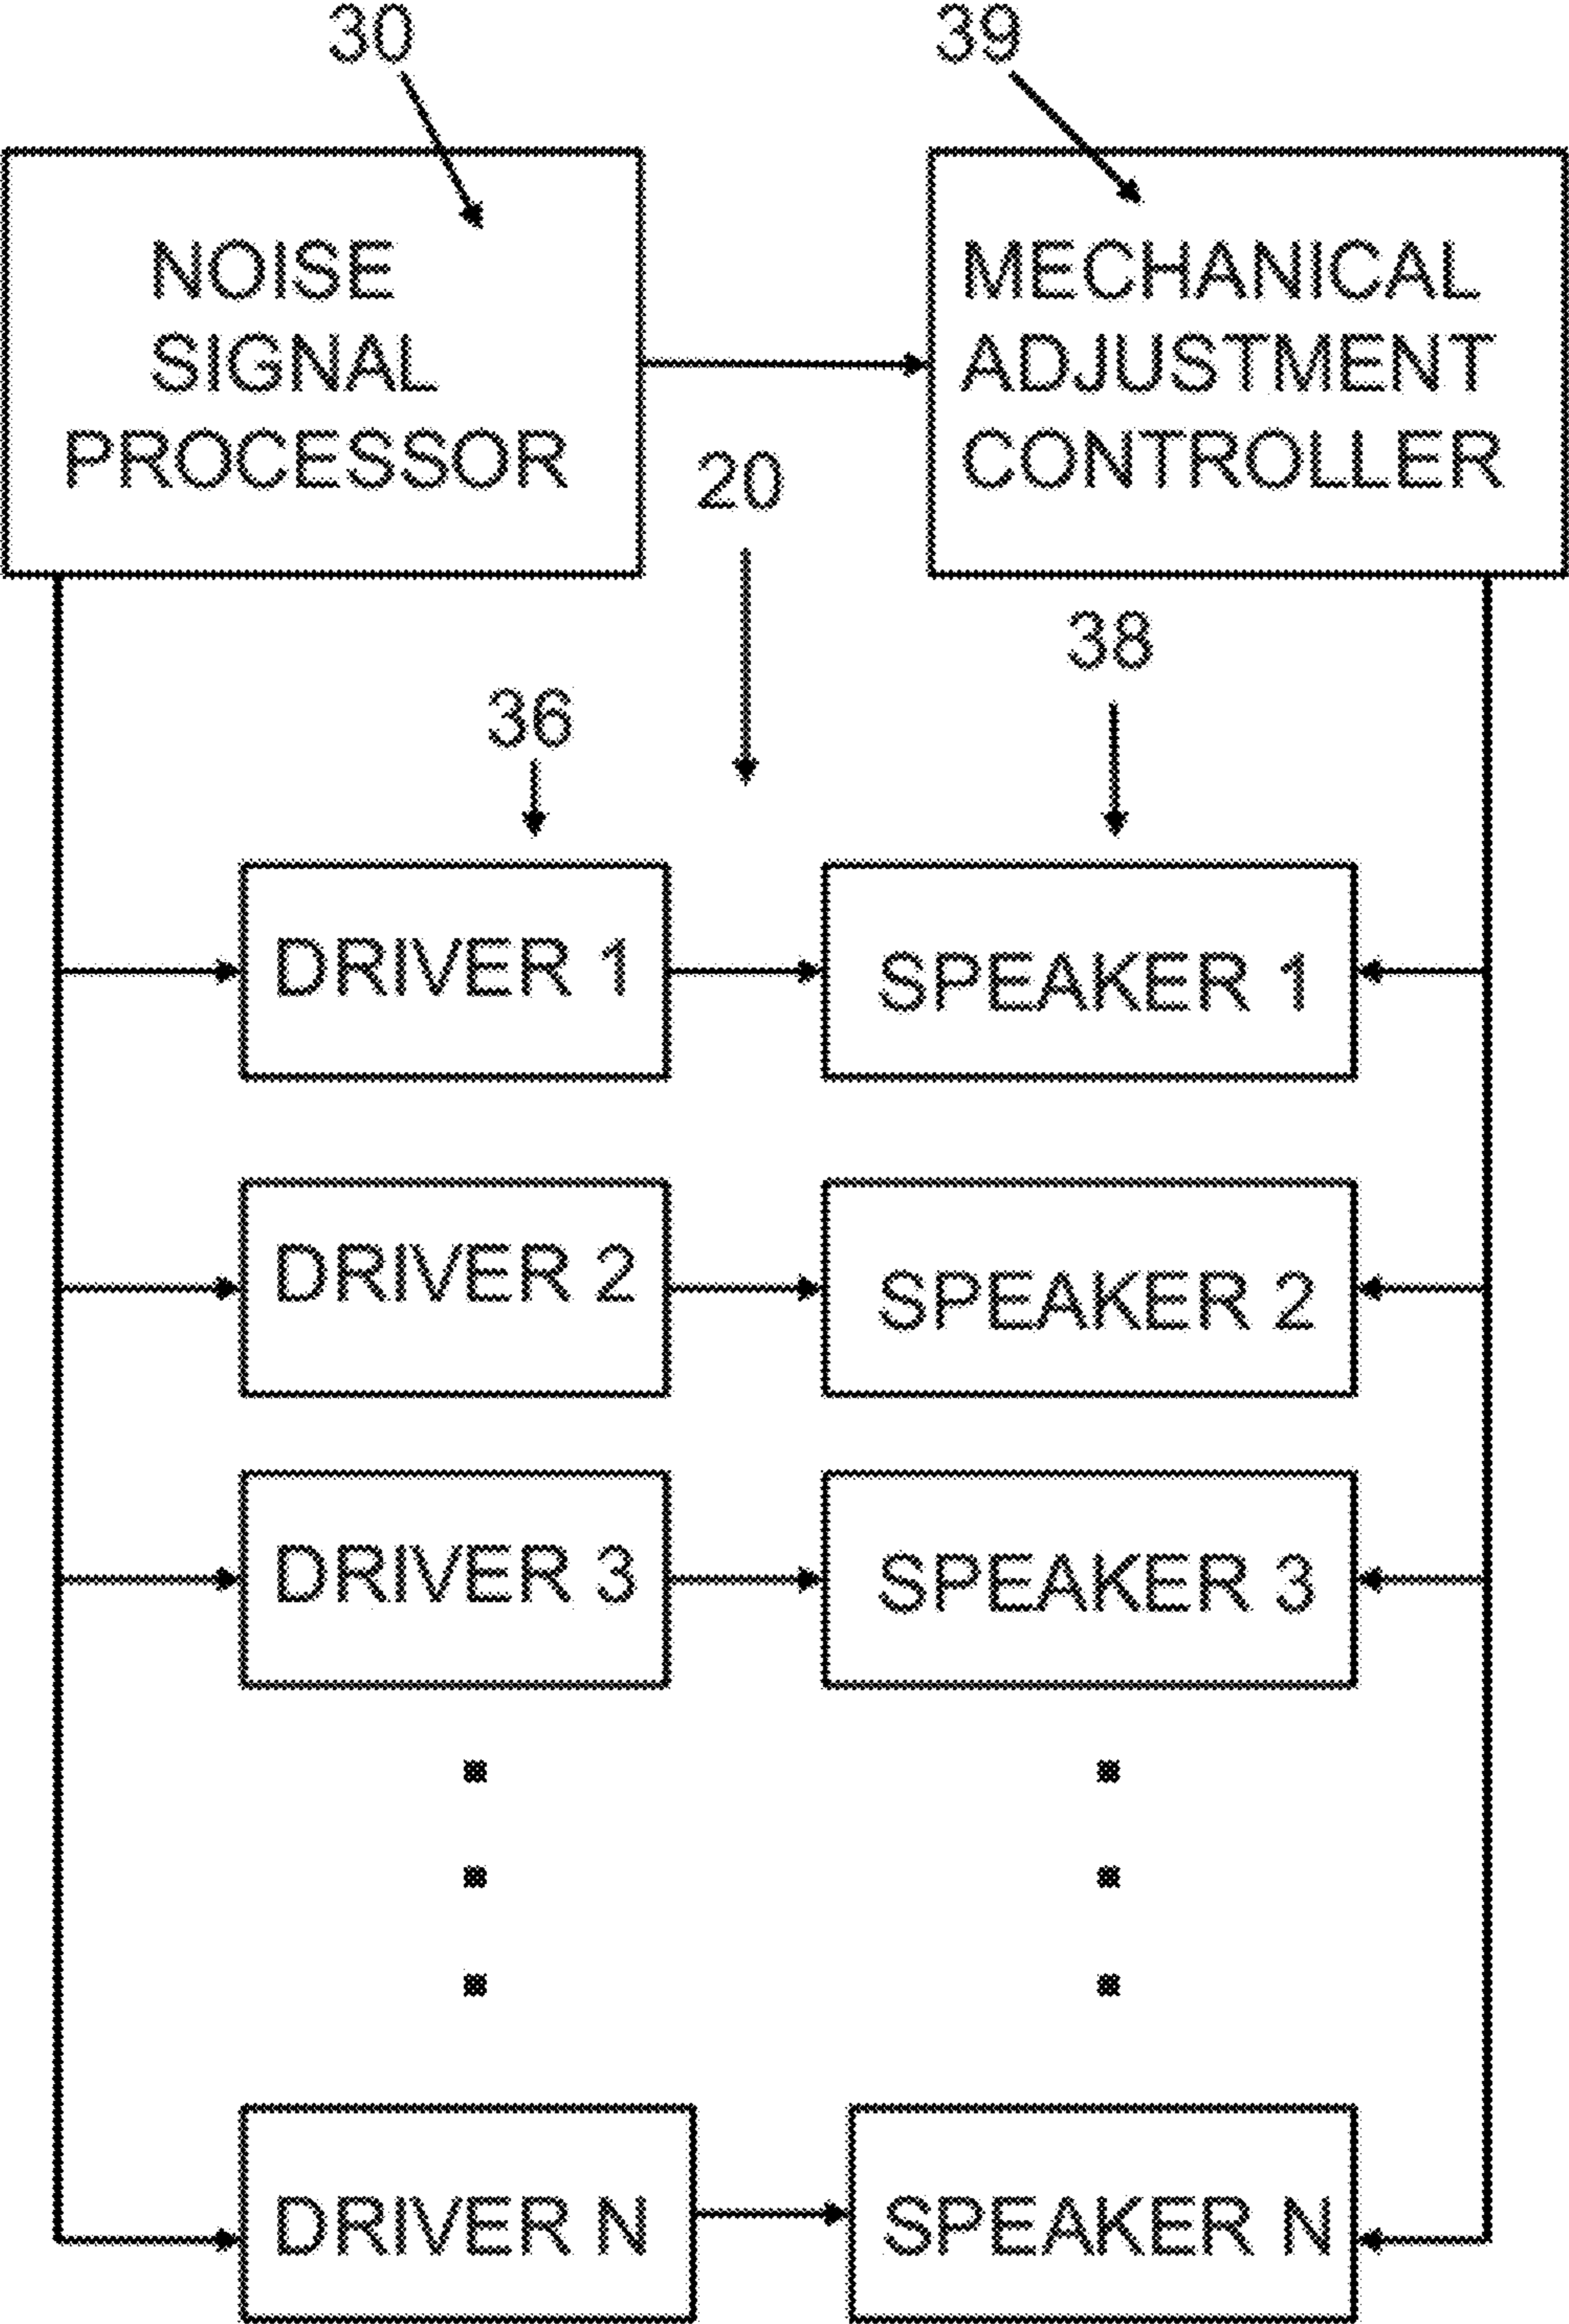 30
39
NOISE
SIGNAL
PROCESSOR
MECHANICAL
ADJUSTMENT
CONTROLLER
20
38
36
DRIVER 1
SPEAKER 1
DRIVER 2
SPEAKER 2
DRIVER 3
SPEAKER 3
DRIVER N
SPEAKER N